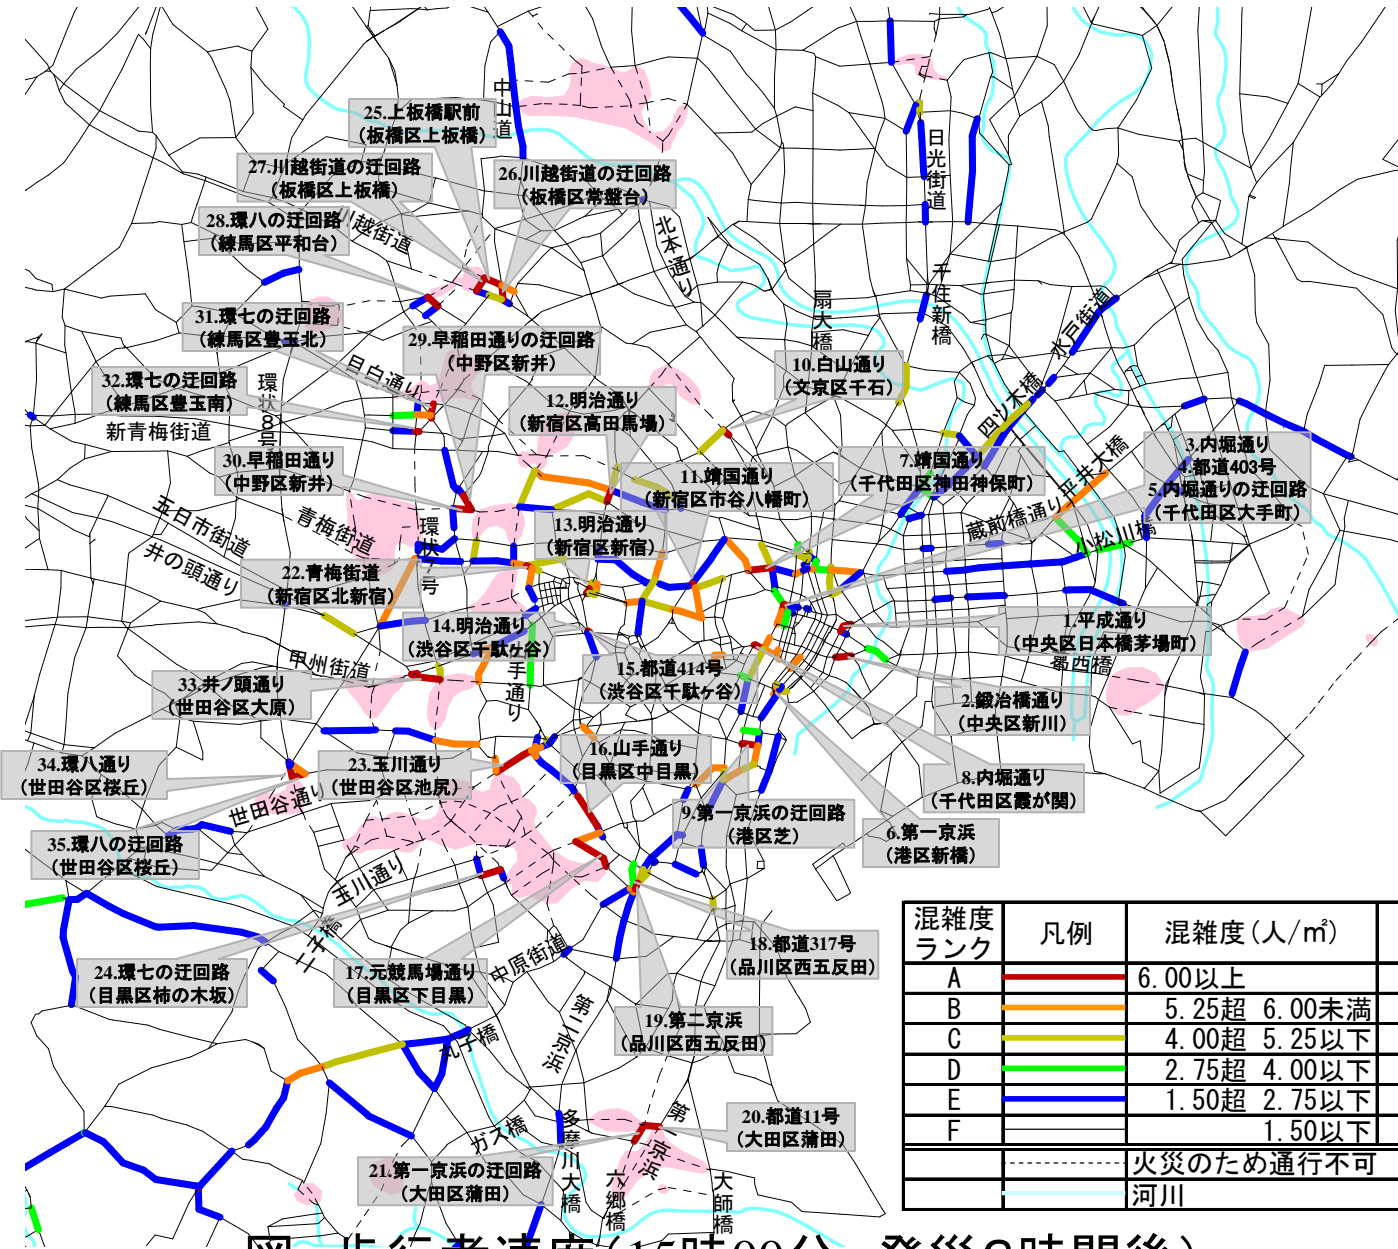 中山道
25.上板橋駅前
(板橋区上板橋)
日光街道
27.川越街道の迂回路
(板橋区上板橋)
26.川越街道の迂回路
(板橋区常盤台)
28.環八の迂回路
(練馬区平和台)
越街道
北本通り
千住新橋
扇大橋
水戸街道
31.環七の迂回路
(練馬区豊玉北)
29.早稲田通りの迂回路
(中野区新井)
目白通り
10.白山通り
(文京区千石)
32.環七の迂回路
(練馬区豊玉南)
環状8号
12.明治通り
(新宿区高田馬場)
四ツ木橋
新青梅街道
30.早稲田通り
(中野区新井)
11.靖国通り
(新宿区市谷八幡町)
7.靖国通り
(千代田区神田神保町)
平井大橋
3.内堀通り
4.都道403号
5.内堀通りの迂回路
(千代田区大手町)
五日市街道
青梅街道
環状7号
13.明治通り
(新宿区新宿)
蔵前橋通り
小松川橋
井の頭通り
22.青梅街道
(新宿区北新宿)
14.明治通り
(渋谷区千駄ヶ谷)
1.平成通り
(中央区日本橋茅場町)
葛西橋
甲州街道
手通り
15.都道414号
(渋谷区千駄ヶ谷)
33.井ノ頭通り
(世田谷区大原)
2.鍛冶橋通り
(中央区新川)
34.環八通り
(世田谷区桜丘)
23.玉川通り
(世田谷区池尻)
16.山手通り
(目黒区中目黒)
8.内堀通り
(千代田区霞が関)
世田谷通り
9.第一京浜の迂回路
(港区芝)
6.第一京浜
(港区新橋)
35.環八の迂回路
(世田谷区桜丘)
玉川通り
二子橋
24.環七の迂回路
(目黒区柿の木坂)
17.元競馬場通り
(目黒区下目黒)
中原街道
18.都道317号
(品川区西五反田)
19.第二京浜
(品川区西五反田)
第二京浜
丸子橋
ガス橋
多摩川大橋
第一京浜
20.都道11号
(大田区蒲田)
21.第一京浜の迂回路
(大田区蒲田)
六郷橋
大師橋
混雑度ランク 凡例 混雑度(人/㎡)
A 6.00以上
B 5.25超 6.00未満
C 4.00超 5.25以下
D 2.75超 4.00以下
E 1.50超 2.75以下
F 1.50以下
火災のため通行不可
河川